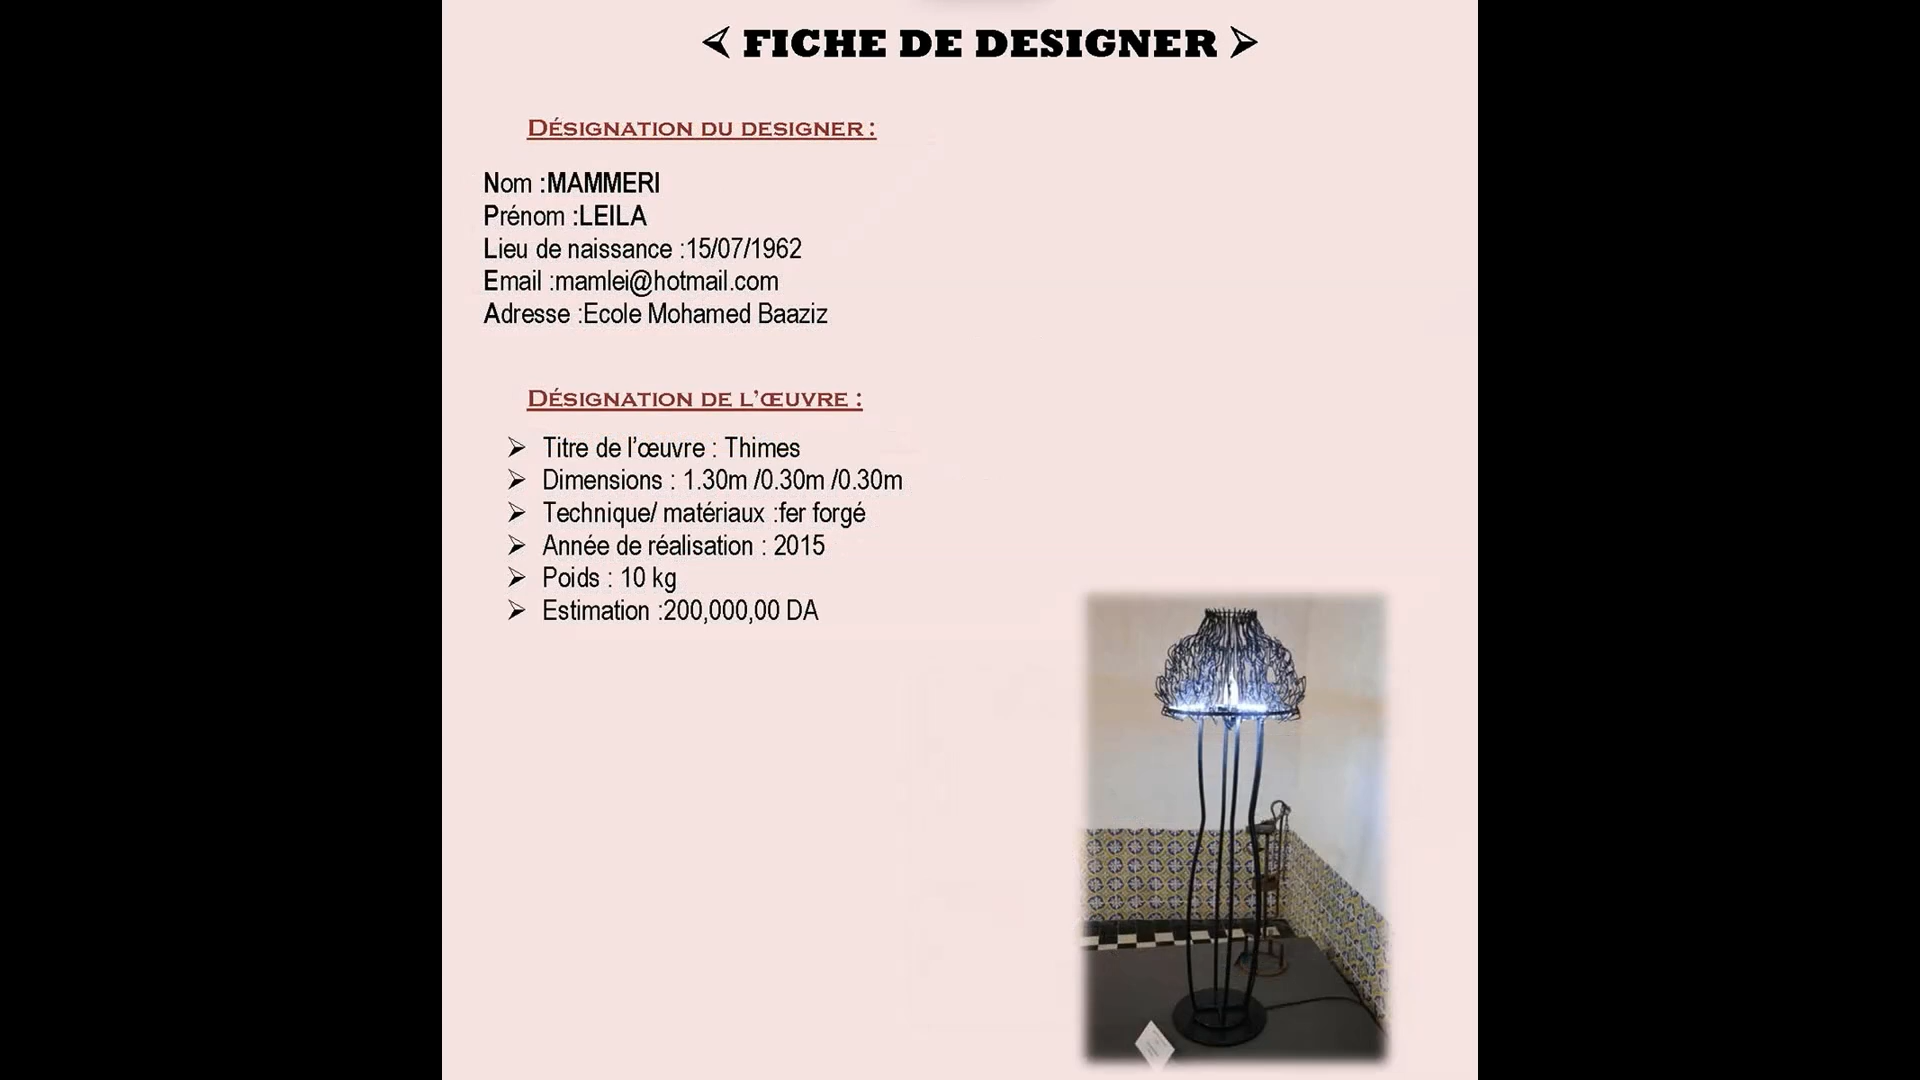 FICHE DE DESIGNER
DÉSIGNATION DU DESIGNER :
Nom :MAMMERI
Prénom :LEILA
Lieu de naissance :15/07/1962
Email :mamlei@hotmail.com
Adresse :Ecole Mohamed Baaziz
DÉSIGNATION DE L’ŒUVRE :
Titre de l’œuvre : Thimes
Dimensions : 1.30m /0.30m /0.30m
Technique/ matériaux :fer forgé
Année de réalisation : 2015
Poids : 10 kg
Estimation :200,000,00 DA